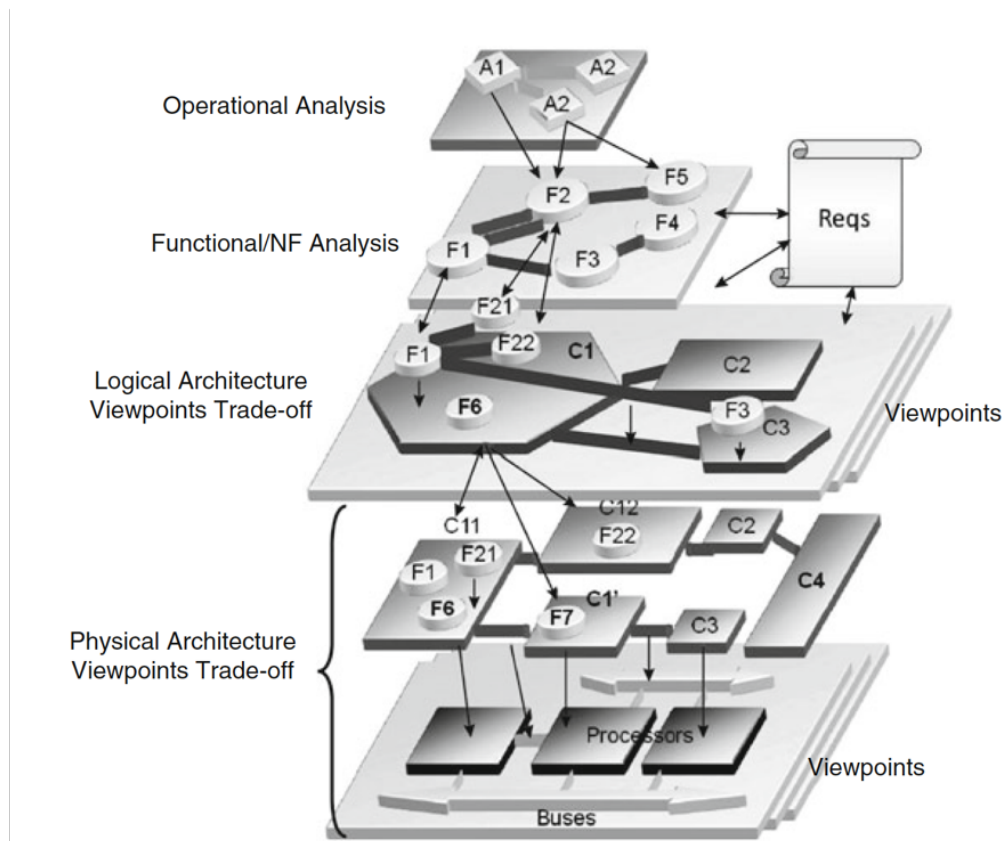 A1
A2
A2
Operational Analysis
F2
F5
F4
F1
F3
Functional/NF Analysis
Reqs
F21
F22
F1
C1
C2
F6
F3
C3
Logical Architecture
Viewpoints Trade-off
Viewpoints
C11
C12
F22
C2
C4
F1
F21
F6
C1'
F7
C3
Physical Architecture
Viewpoints Trade-off
Processors
Viewpoints
Buses